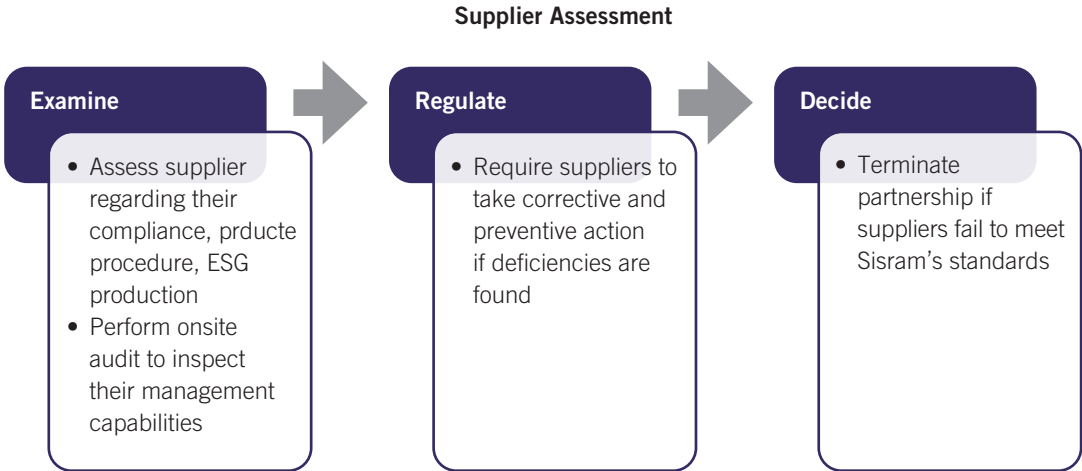 Supplier Assessment
Examine
• Assess supplier
regarding their
compliance, prducte
procedure, ESG
production
• Perform onsite
audit to inspect
their management
capabilities
Regulate
• Require suppliers to
take corrective and
preventive action
if deficiencies are
found
Decide
• Terminate
partnership if
suppliers fail to meet
Sisram’s standards